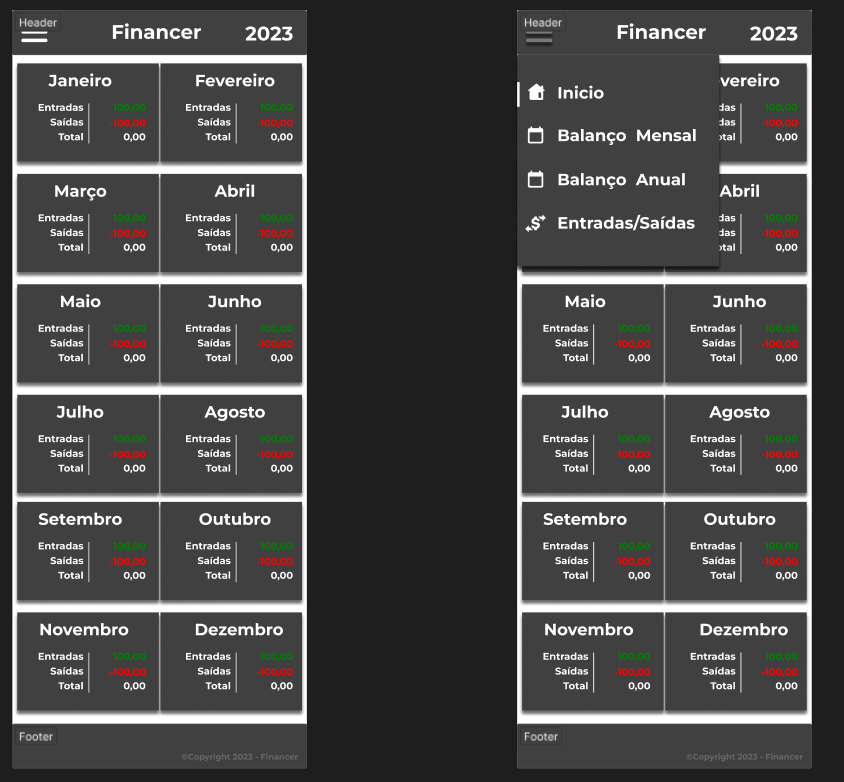 Header
Financer 2023
Janeiro Fevereiro
Entradas 100,00 Entradas 100,00
Saídas -100,00 Saídas -100,00
Total 0,00 Total 0,00
Março Abril
Entradas 100,00 Entradas 100,00
Saídas -100,00 Saídas -100,00
Total 0,00 Total 0,00
Maio Junho
Entradas 100,00 Entradas 100,00
Saídas -100,00 Saídas -100,00
Total 0,00 Total 0,00
Julho Agosto
Entradas 100,00 Entradas 100,00
Saídas -100,00 Saídas -100,00
Total 0,00 Total 0,00
Setembro Outubro
Entradas 100,00 Entradas 100,00
Saídas -100,00 Saídas -100,00
Total 0,00 Total 0,00
Novembro Dezembro
Entradas 100,00 Entradas 100,00
Saídas -100,00 Saídas -100,00
Total 0,00 Total 0,00
Footer
©Copyright 2023 - Financer
Header
Financer 2023
Inicio
Balanço Mensal
Balanço Anual
Entradas/Saídas
vereiro
das 100,00
das -100,00
otal 0,00
Abril
das 100,00
das -100,00
otal 0,00
Maio Junho
Entradas 100,00 Entradas 100,00
Saídas -100,00 Saídas -100,00
Total 0,00 Total 0,00
Julho Agosto
Entradas 100,00 Entradas 100,00
Saídas -100,00 Saídas -100,00
Total 0,00 Total 0,00
Setembro Outubro
Entradas 100,00 Entradas 100,00
Saídas -100,00 Saídas -100,00
Total 0,00 Total 0,00
Novembro Dezembro
Entradas 100,00 Entradas 100,00
Saídas -100,00 Saídas -100,00
Total 0,00 Total 0,00
Footer
©Copyright 2023 - Financer